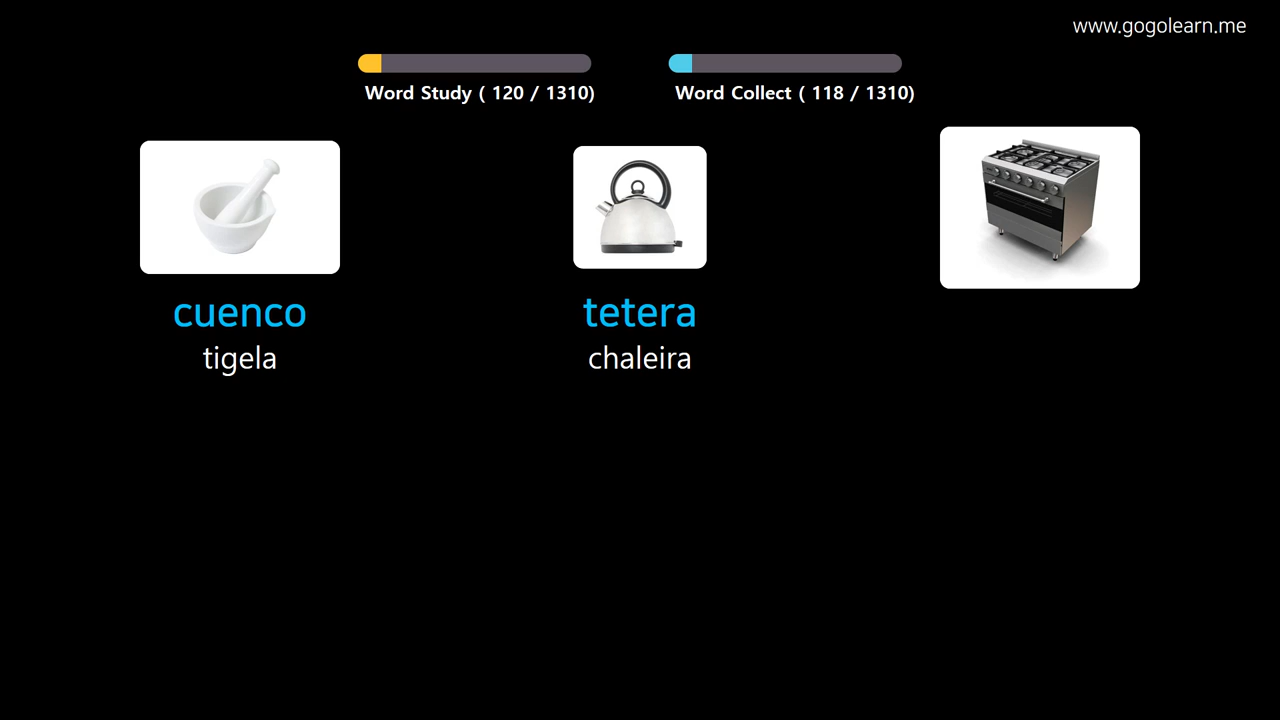 www.gogolearn.me
Word Study ( 120 / 1310)
Word Collect ( 118 / 1310)
cuenco
tigela
tetera
chaleira